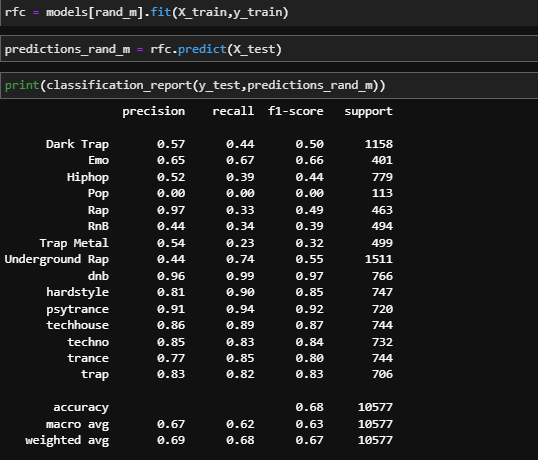 rfc = models[rand_m].fit(X_train,y_train)
predictions_rand_m = rfc.predict(X_test)
print(classification_report(y_test,predictions_rand_m))
precision recall f1-score support
Dark Trap 0.57 0.44 0.50 1158
Emo 0.65 0.67 0.66 401
Hiphop 0.52 0.39 0.44 779
Pop 0.00 0.00 0.00 113
Rap 0.97 0.33 0.49 463
RnB 0.44 0.34 0.39 494
Trap Metal 0.54 0.23 0.32 499
Underground Rap 0.44 0.74 0.55 1511
dnb 0.96 0.99 0.97 766
hardstyle 0.81 0.90 0.85 747
psytrance 0.91 0.94 0.92 720
techhouse 0.86 0.89 0.87 744
techno 0.85 0.83 0.84 732
trance 0.77 0.85 0.80 744
trap 0.83 0.82 0.83 706
accuracy 0.68 10577
macro avg 0.67 0.62 0.63 10577
weighted avg 0.69 0.68 0.67 10577